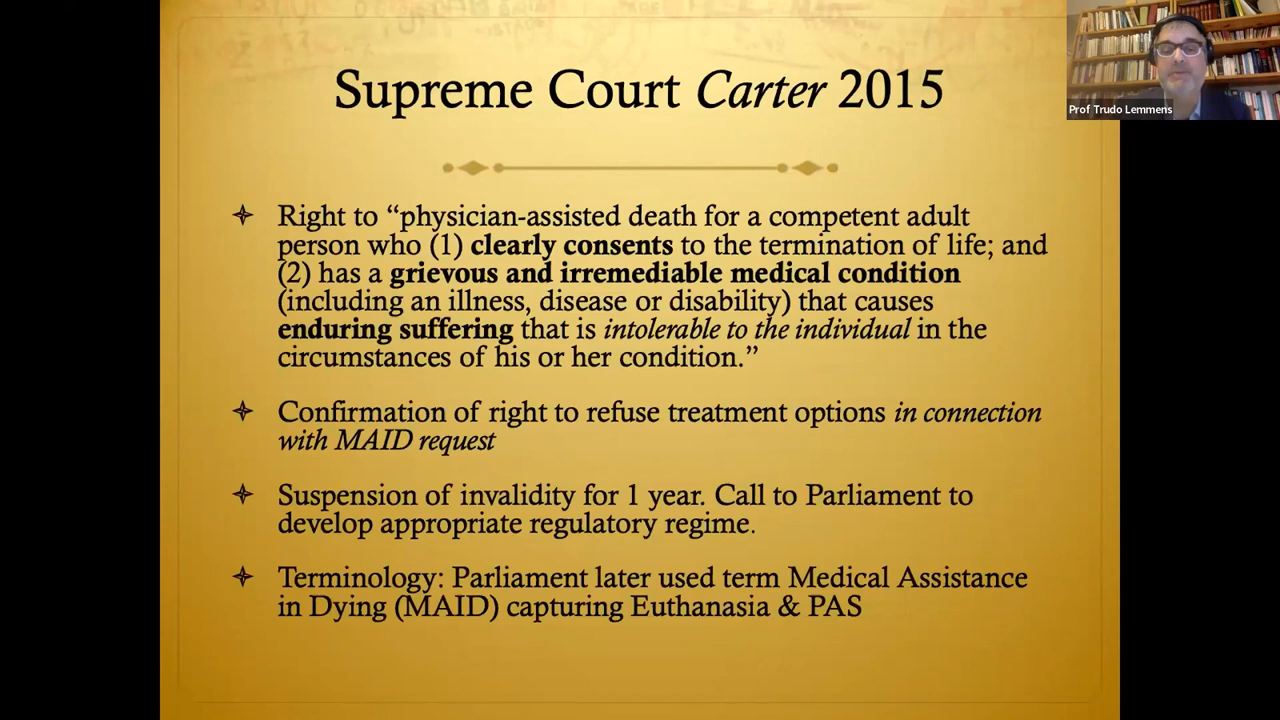 Supreme Court Carter 2015
Prof Trudo Lemmens
Right to “physician-assisted death for a competent adult
person who (1) clearly consents to the termination of life; and
(2) has a grievous and irremediable medical condition
(including an illness, disease or disability) that causes
enduring suffering that is intolerable to the individual in the
circumstances of his or her condition.”
Confirmation of right to refuse treatment options in connection
with MAID request
Suspension of invalidity for 1 year. Call to Parliament to
develop appropriate regulatory regime.
Terminology: Parliament later used term Medical Assistance
in Dying (MAID) capturing Euthanasia & PAS